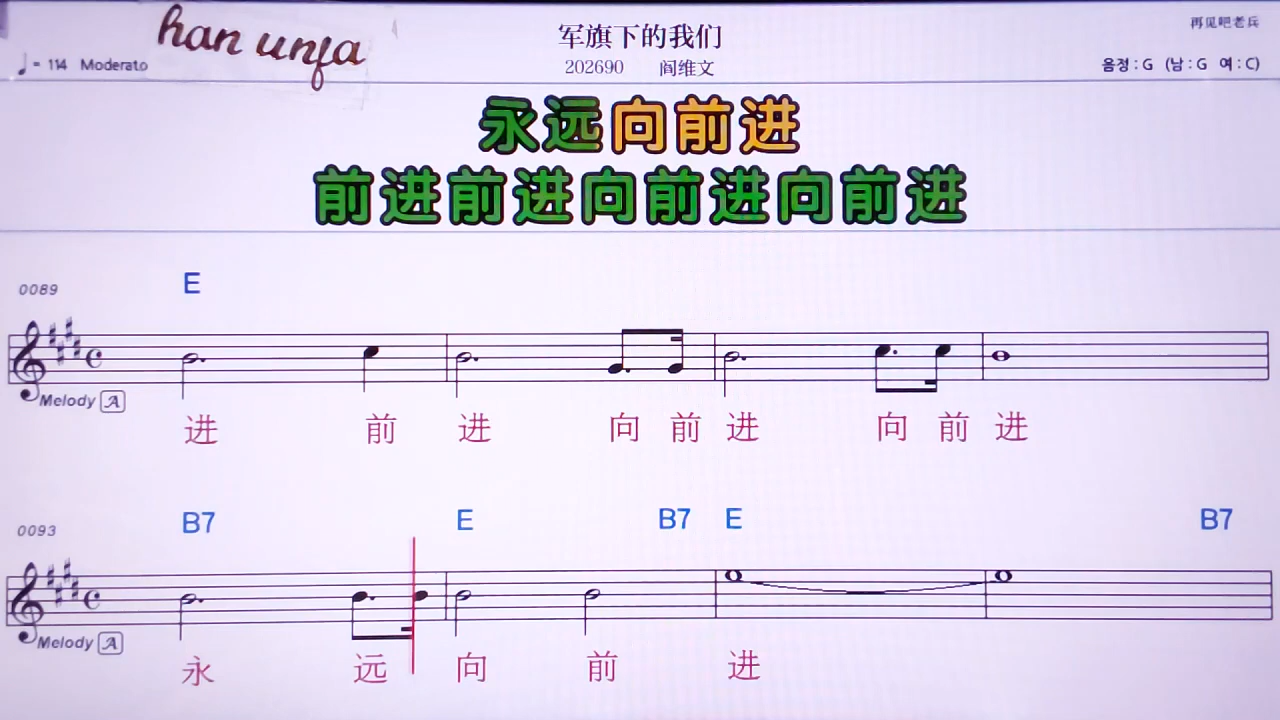 han unfa
军旗下的我们
再见吧老兵
♩= 114 Moderato
202690 阎维文
음정 : G (남 : G 여 : C)
永远向前进
前进前进向前进向前进
0089
E
Melody A
进 前 进 向 前 进 向 前 进
0093
B7 E B7 E B7
Melody A
永 远 向 前 进